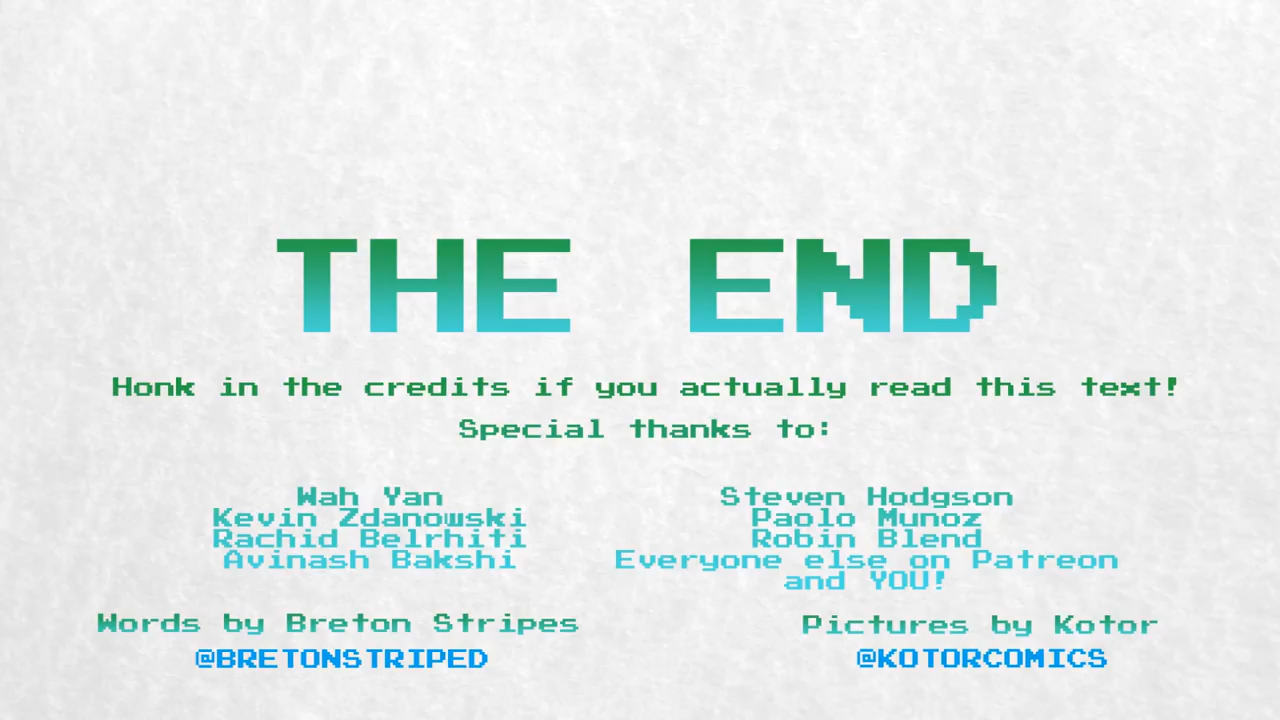 THE END
Honk in the credits if you actually read this text!
Special thanks to:
Wah Yan
Kevin Zdanowski
Rachid Belrhiti
Avinash Bakshi
Steven Hodgson
Paolo Munoz
Robin Blend
Everyone else on Patreon
and YOU!
Words by Breton Stripes
@BRETONSTRIPED
Pictures by Kotor
@KOTORCOMICS